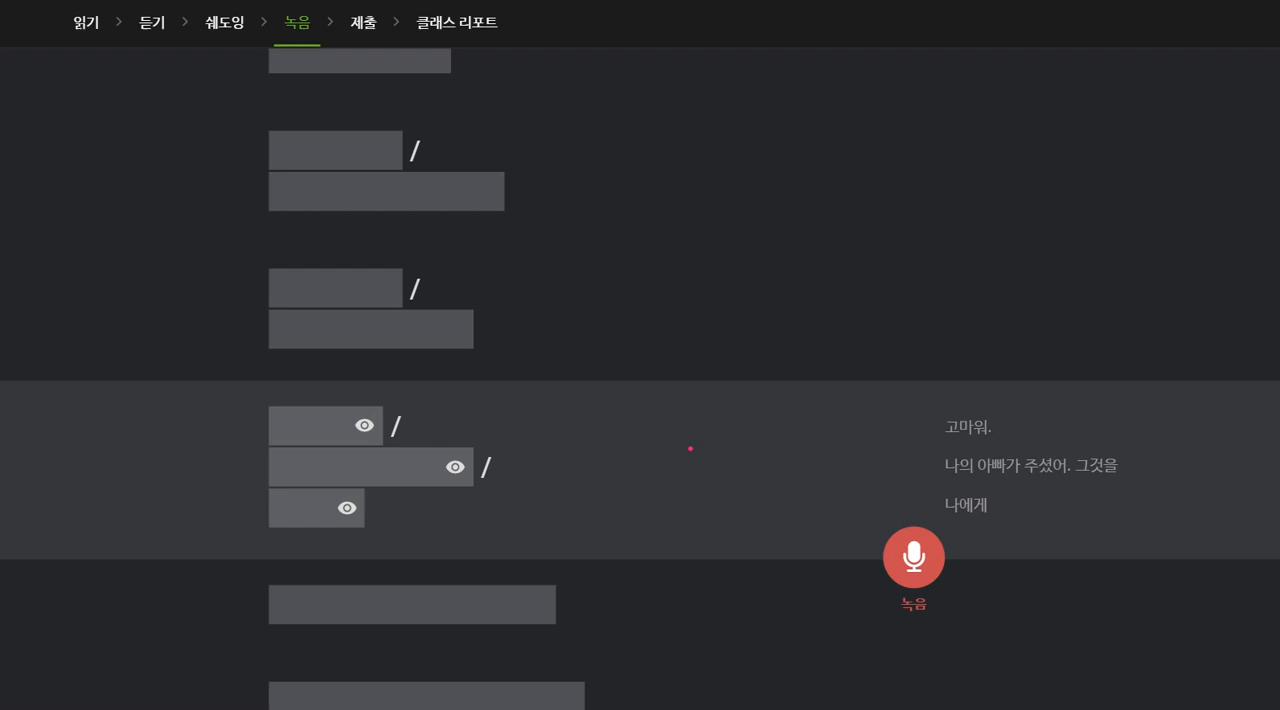 읽기 > 듣기 > 쉐도잉 > 녹음 > 제출 > 클래스 리포트
/
/
/
/
고마워.
나의 아빠가 주셨어. 그것을
나에게
녹음